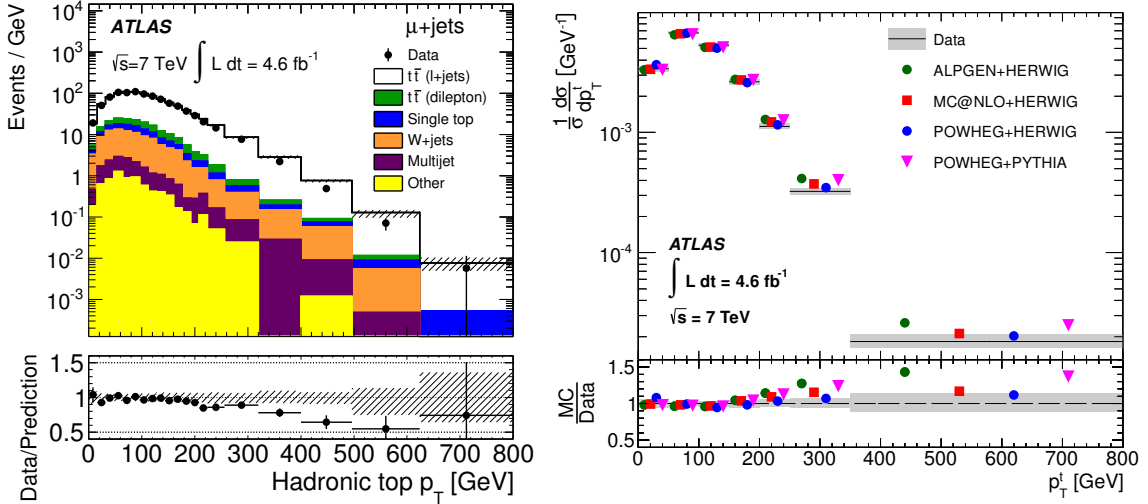 ATLAS
μ+jets
√s=7 TeV ∫ L dt = 4.6 fb⁻¹
Data
tt̄ (l+jets)
tt̄ (dilepton)
Single top
W+jets
Multijet
Other
Events / GeV
10⁶
10⁵
10⁴
10³
10²
10
1
10⁻¹
10⁻²
10⁻³
Data/Prediction
1.5
1
0.5
0 100 200 300 400 500 600 700 800
Hadronic top p_T [GeV]
1/σ dσ/dp_T^t [GeV⁻¹]
10⁻³
10⁻⁴
Data
ALPGEN+HERWIG
MC@NLO+HERWIG
POWHEG+HERWIG
POWHEG+PYTHIA
ATLAS
∫ L dt = 4.6 fb⁻¹
√s = 7 TeV
MC/Data
1.5
1
0.5
0 100 200 300 400 500 600 700 800
p_T^t [GeV]